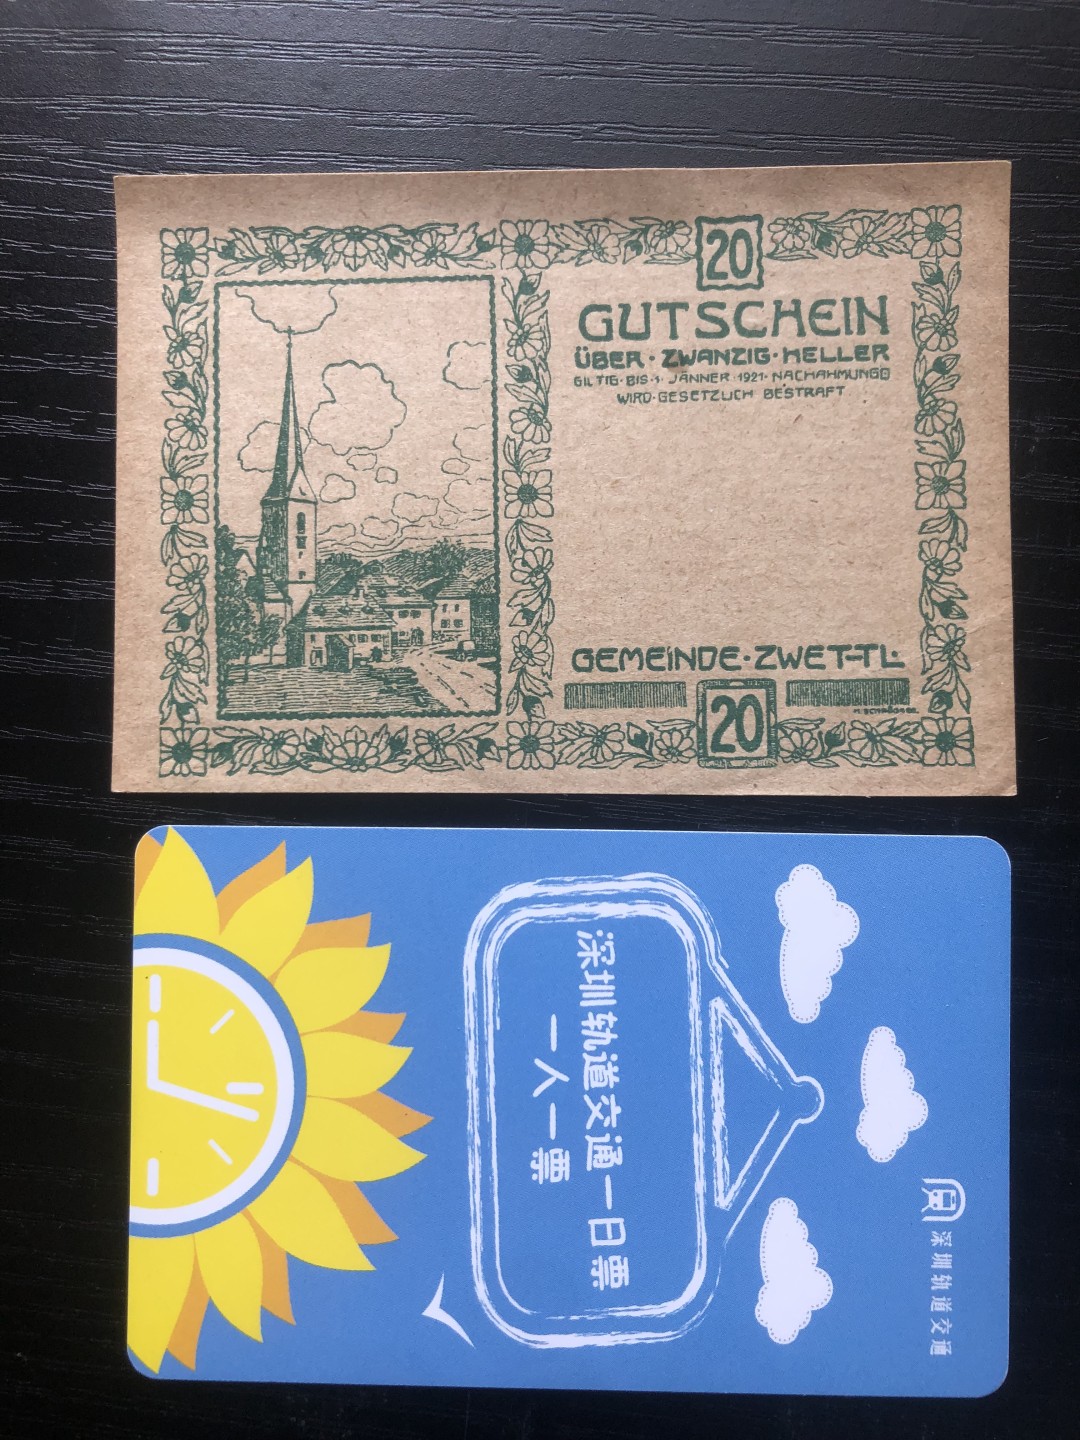 20
GUTSCHEIN
ÜBER · ZWANZIG · HELLER
GILTIG · BIS · 1 · JÄNNER · 1921 · NACHAHMUNG
WIRD · GESETZLICH BESTRAFT
GEMEINDE · ZWETTL ·
20
深圳轨道交通一日票
一人一票
深圳轨道交通